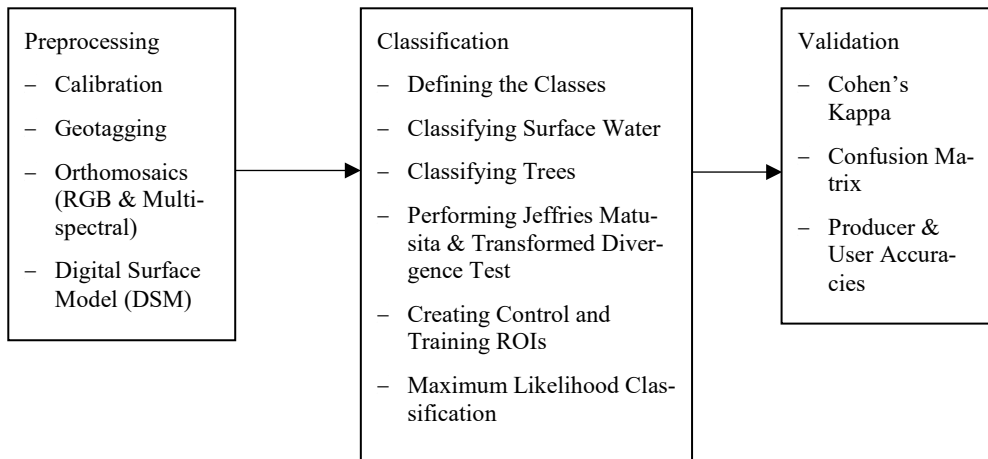 Preprocessing
– Calibration
– Geotagging
– Orthomosaics
(RGB & Multi-
spectral)
– Digital Surface
Model (DSM)
Classification
– Defining the Classes
– Classifying Surface Water
– Classifying Trees
– Performing Jeffries Matu-
sita & Transformed Diver-
gence Test
– Creating Control and
Training ROIs
– Maximum Likelihood Clas-
sification
Validation
– Cohen’s
Kappa
– Confusion Ma-
trix
– Producer &
User Accura-
cies